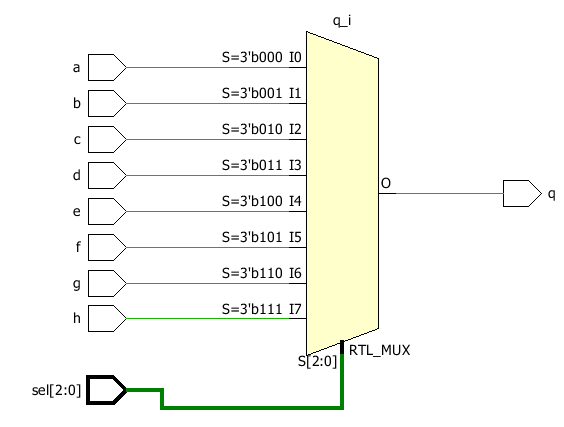 q_i
a S=3'b000 I0
b S=3'b001 I1
c S=3'b010 I2
d S=3'b011 I3
O
q
e S=3'b100 I4
f S=3'b101 I5
g S=3'b110 I6
h S=3'b111 I7
S[2:0] RTL_MUX
sel[2:0]